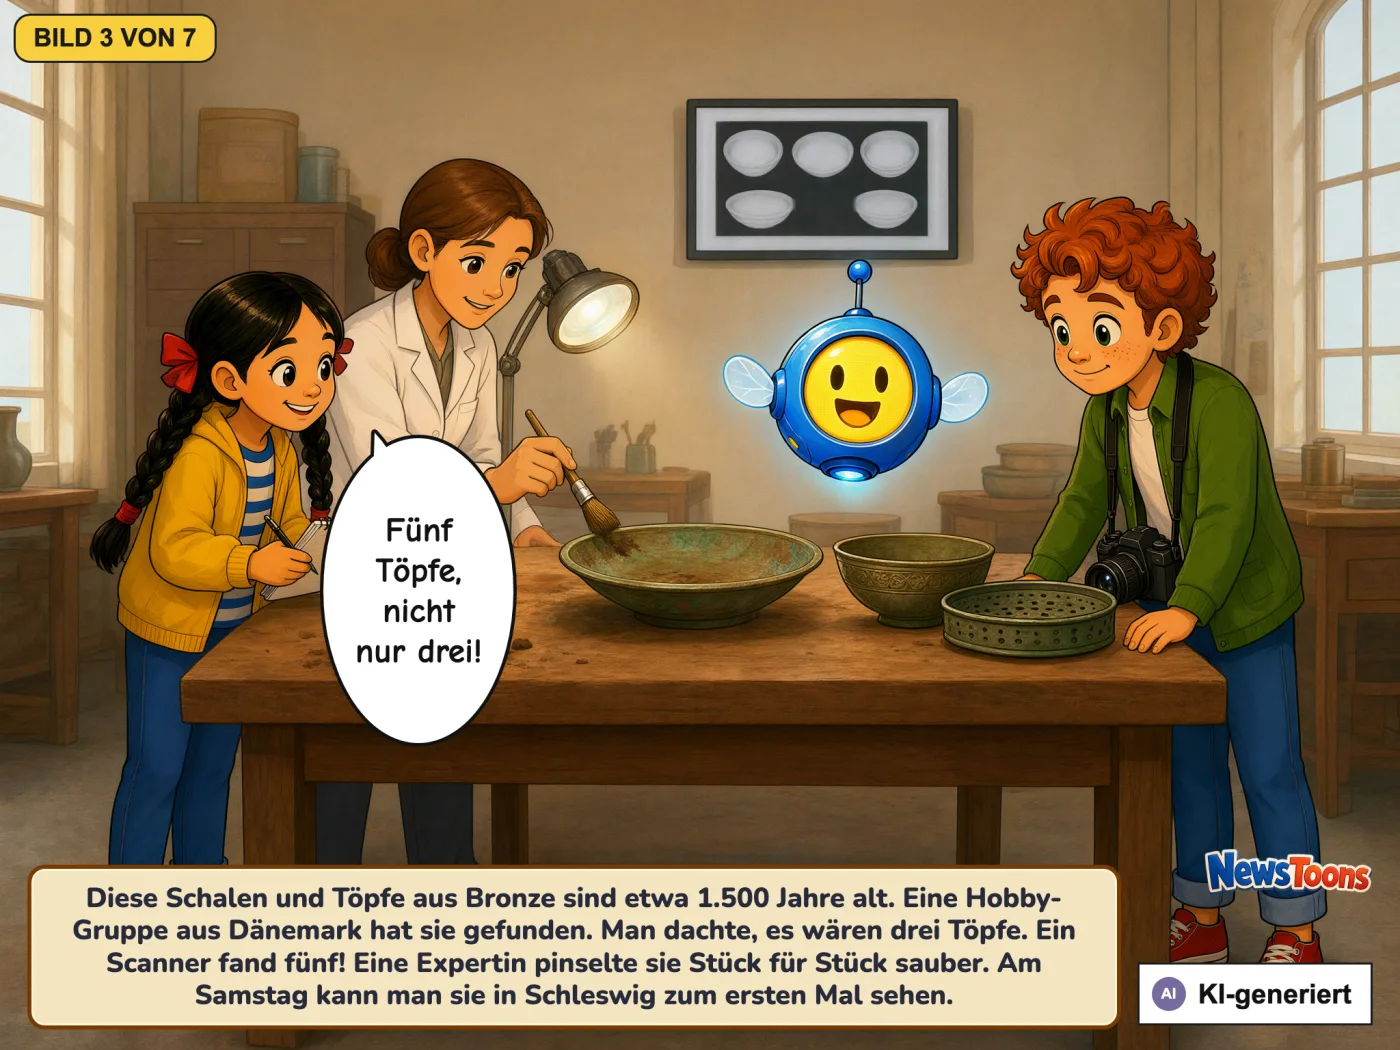 BILD 3 VON 7
Fünf
Töpfe,
nicht
nur drei!
Diese Schalen und Töpfe aus Bronze sind etwa 1.500 Jahre alt. Eine Hobby-
Gruppe aus Dänemark hat sie gefunden. Man dachte, es wären drei Töpfe. Ein
Scanner fand fünf! Eine Expertin pinselte sie Stück für Stück sauber. Am
Samstag kann man sie in Schleswig zum ersten Mal sehen.
NewsToons
AI KI-generiert